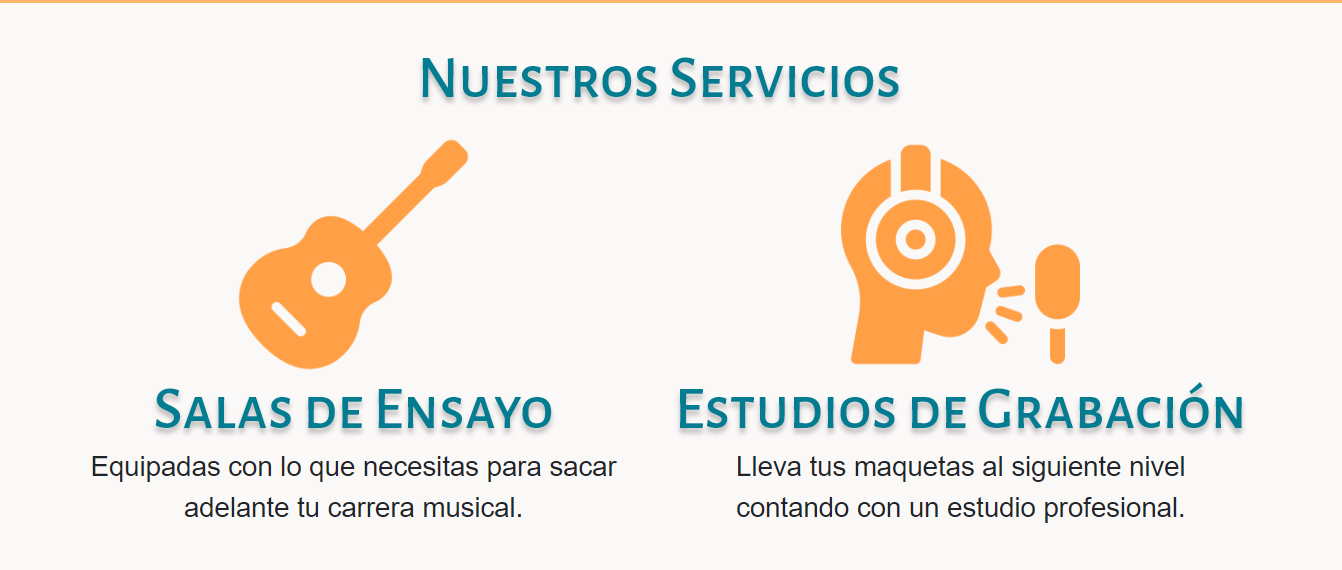 Nuestros Servicios
Salas de Ensayo
Equipadas con lo que necesitas para sacar
adelante tu carrera musical.
Estudios de Grabación
Lleva tus maquetas al siguiente nivel
contando con un estudio profesional.